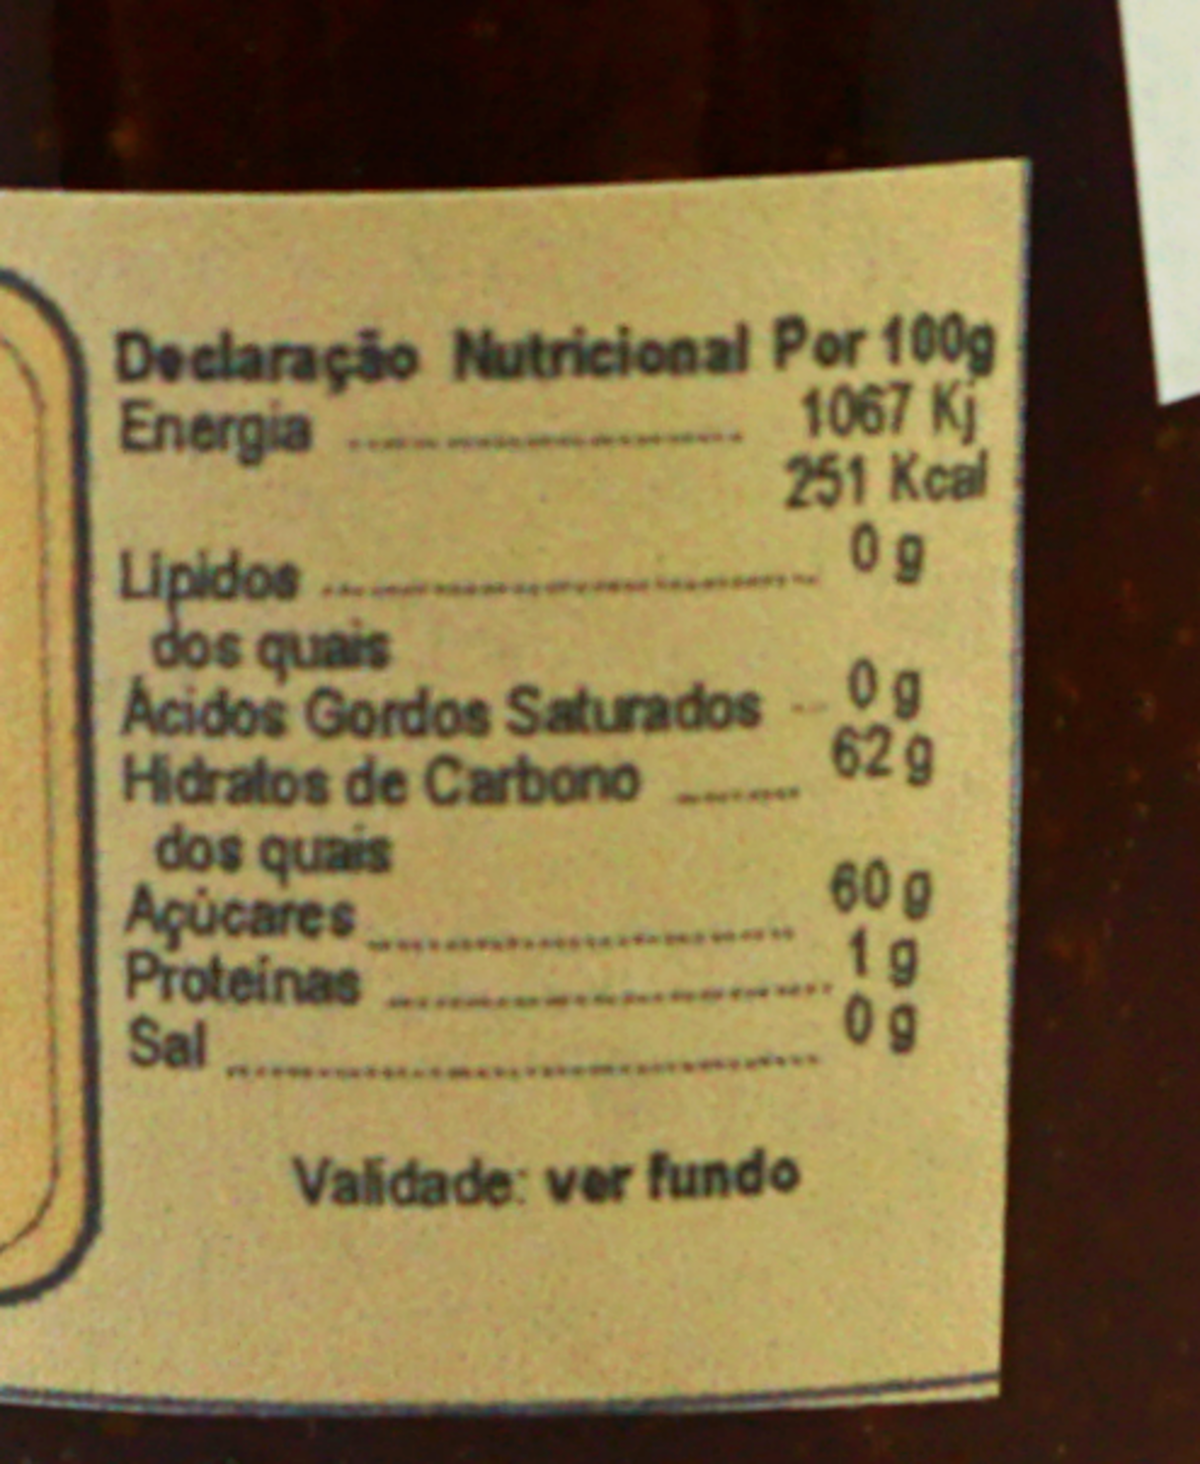 Declaração Nutricional Por 100g
Energia ........................ 1067 Kj
251 Kcal
Lípidos ........................ 0 g
dos quais
Ácidos Gordos Saturados ... 0 g
Hidratos de Carbono ........ 62 g
dos quais
Açúcares ........................ 60 g
Proteínas ........................ 1 g
Sal ........................ 0 g
Validade: ver fundo